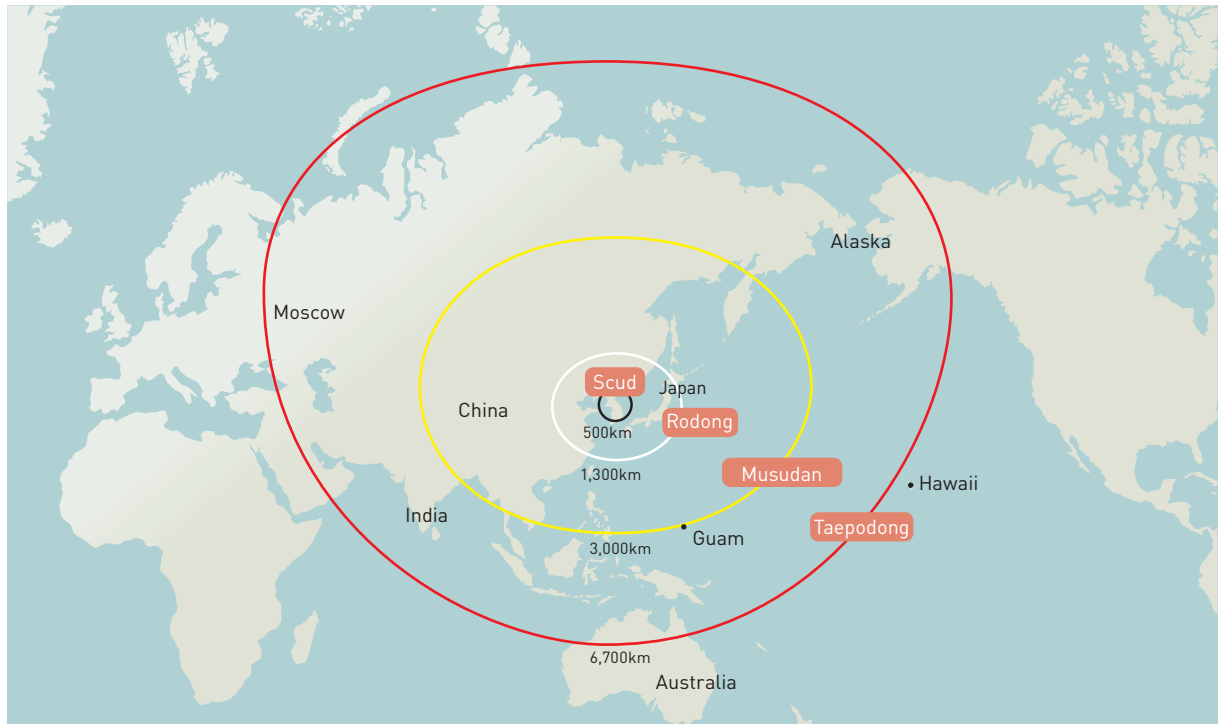 Alaska
Moscow
Scud
Japan
China
Rodong
500km
1,300km
Musudan
Hawaii
India
Taepodong
Guam
3,000km
6,700km
Australia